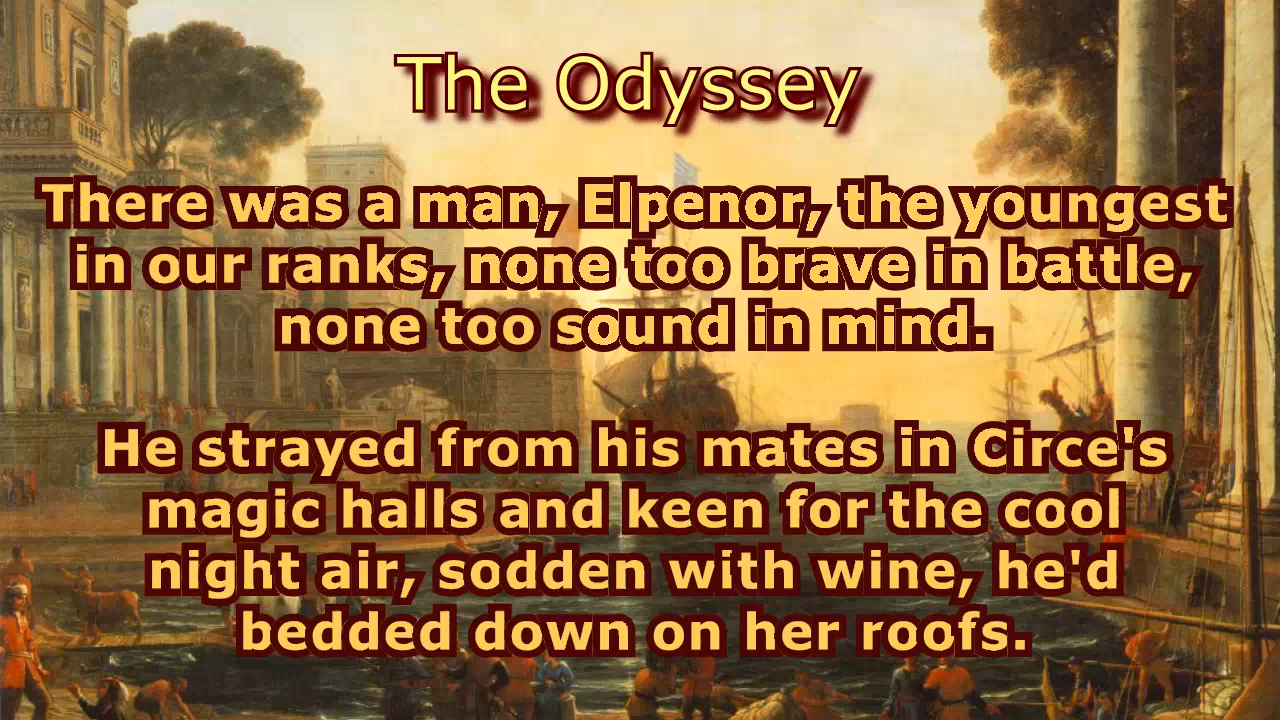 The Odyssey
There was a man, Elpenor, the youngest
in our ranks, none too brave in battle,
none too sound in mind.
He strayed from his mates in Circe's
magic halls and keen for the cool
night air, sodden with wine, he'd
bedded down on her roofs.